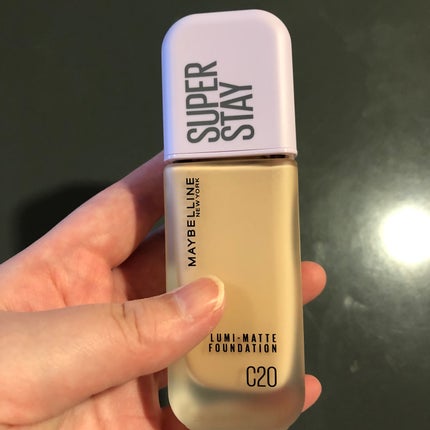 SUPER
STAY
MAYBELLINE
NEW YORK
LUMI-MATTE
FOUNDATION
C20